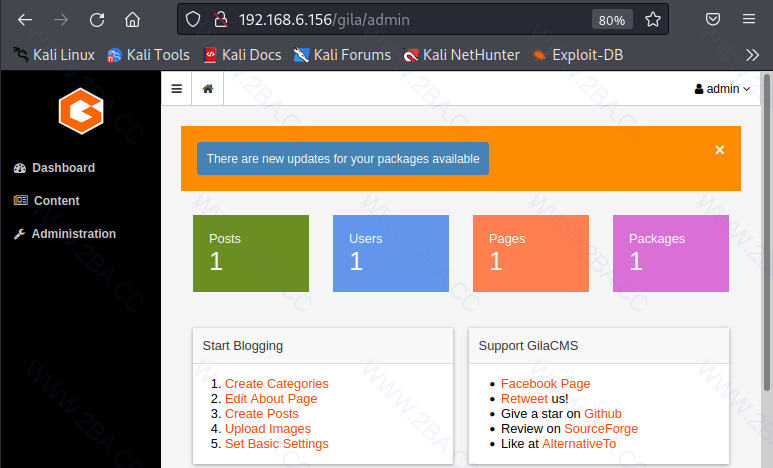 192.168.6.156/gila/admin
80%
Kali Linux
Kali Tools
Kali Docs
Kali Forums
Kali NetHunter
Exploit-DB
admin
Dashboard
Content
Administration
There are new updates for your packages available
×
Posts
1
Users
1
Pages
1
Packages
1
Start Blogging
1. Create Categories
2. Edit About Page
3. Create Posts
4. Upload Images
5. Set Basic Settings
Support GilaCMS
• Facebook Page
• Retweet us!
• Give a star on Github
• Review on SourceForge
• Like at AlternativeTo
WWW.2BA.CC